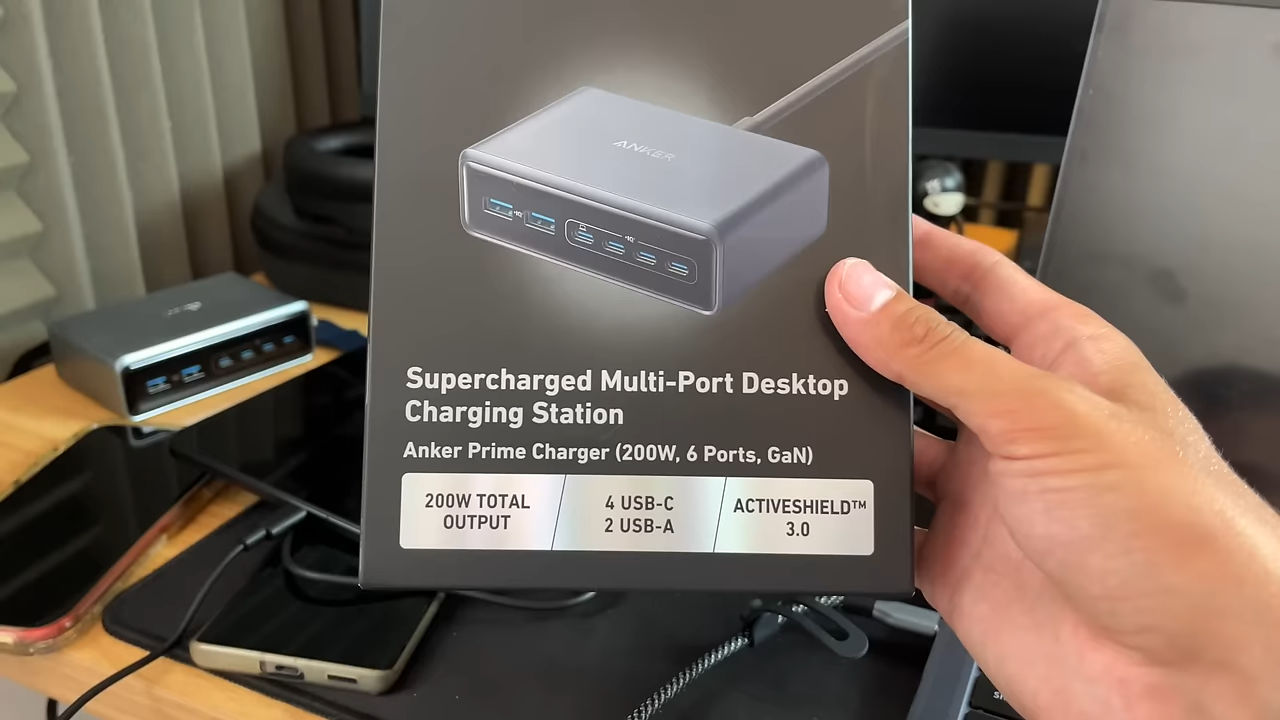 ANKER
Supercharged Multi-Port Desktop
Charging Station
Anker Prime Charger (200W, 6 Ports, GaN)
200W TOTAL
OUTPUT
4 USB-C
2 USB-A
ACTIVESHIELD™
3.0